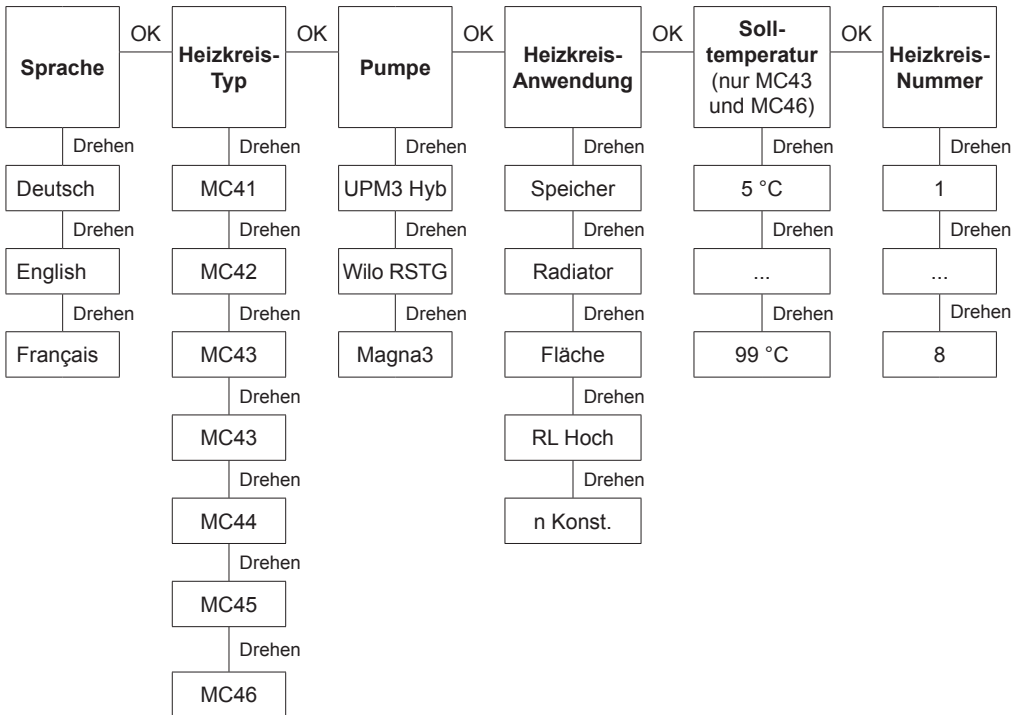 Sprache
OK
Heizkreis-
Typ
OK
Pumpe
OK
Heizkreis-
Anwendung
OK
Soll-
temperatur
(nur MC43
und MC46)
OK
Heizkreis-
Nummer
Drehen
Drehen
Drehen
Drehen
Drehen
Drehen
Deutsch
MC41
UPM3 Hyb
Speicher
5 °C
1
Drehen
Drehen
Drehen
Drehen
Drehen
Drehen
English
MC42
Wilo RSTG
Radiator
...
...
Drehen
Drehen
Drehen
Drehen
Drehen
Drehen
Français
MC43
Magna3
Fläche
99 °C
8
Drehen
Drehen
MC43
RL Hoch
Drehen
Drehen
MC44
n Konst.
Drehen
MC45
Drehen
MC46